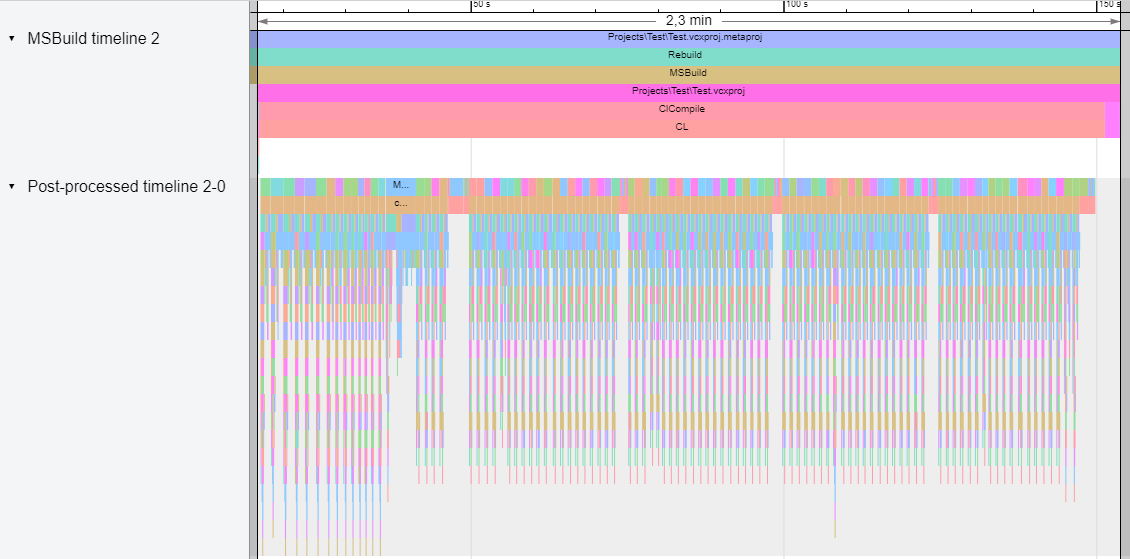 50 s
100 s
150 s
2,3 min
MSBuild timeline 2
Projects\Test\Test.vcxproj.metaproj
Rebuild
MSBuild
Projects\Test\Test.vcxproj
ClCompile
CL
Post-processed timeline 2-0
M...
c...